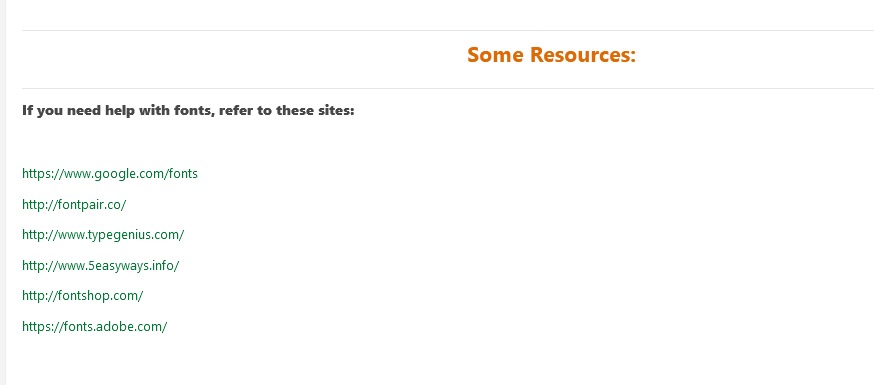 Some Resources:
If you need help with fonts, refer to these sites:
https://www.google.com/fonts
http://fontpair.co/
http://www.typegenius.com/
http://www.5easyways.info/
http://fontshop.com/
https://fonts.adobe.com/